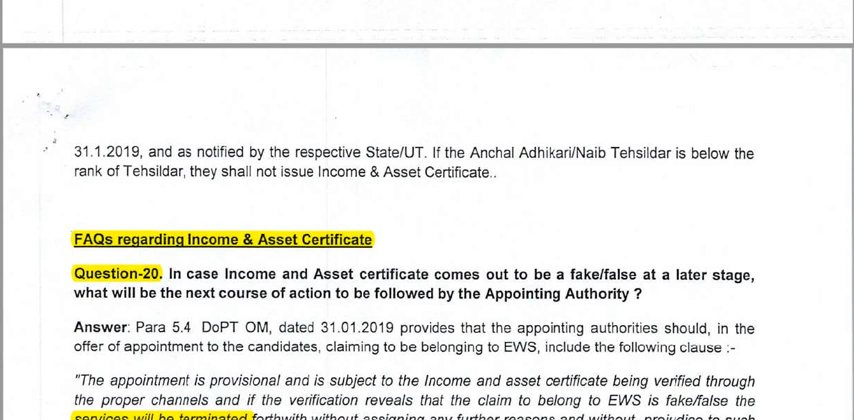 31.1.2019, and as notified by the respective State/UT. If the Anchal Adhikari/Naib Tehsildar is below the
rank of Tehsildar, they shall not issue Income & Asset Certificate..
FAQs regarding Income & Asset Certificate
Question-20. In case Income and Asset certificate comes out to be a fake/false at a later stage,
what will be the next course of action to be followed by the Appointing Authority ?
Answer: Para 5.4 DoPT OM, dated 31.01.2019 provides that the appointing authorities should, in the
offer of appointment to the candidates, claiming to be belonging to EWS, include the following clause :-
"The appointment is provisional and is subject to the Income and asset certificate being verified through
the proper channels and if the verification reveals that the claim to belong to EWS is fake/false the
services will be terminated forthwith without assigning any further reasons and without prejudice to such